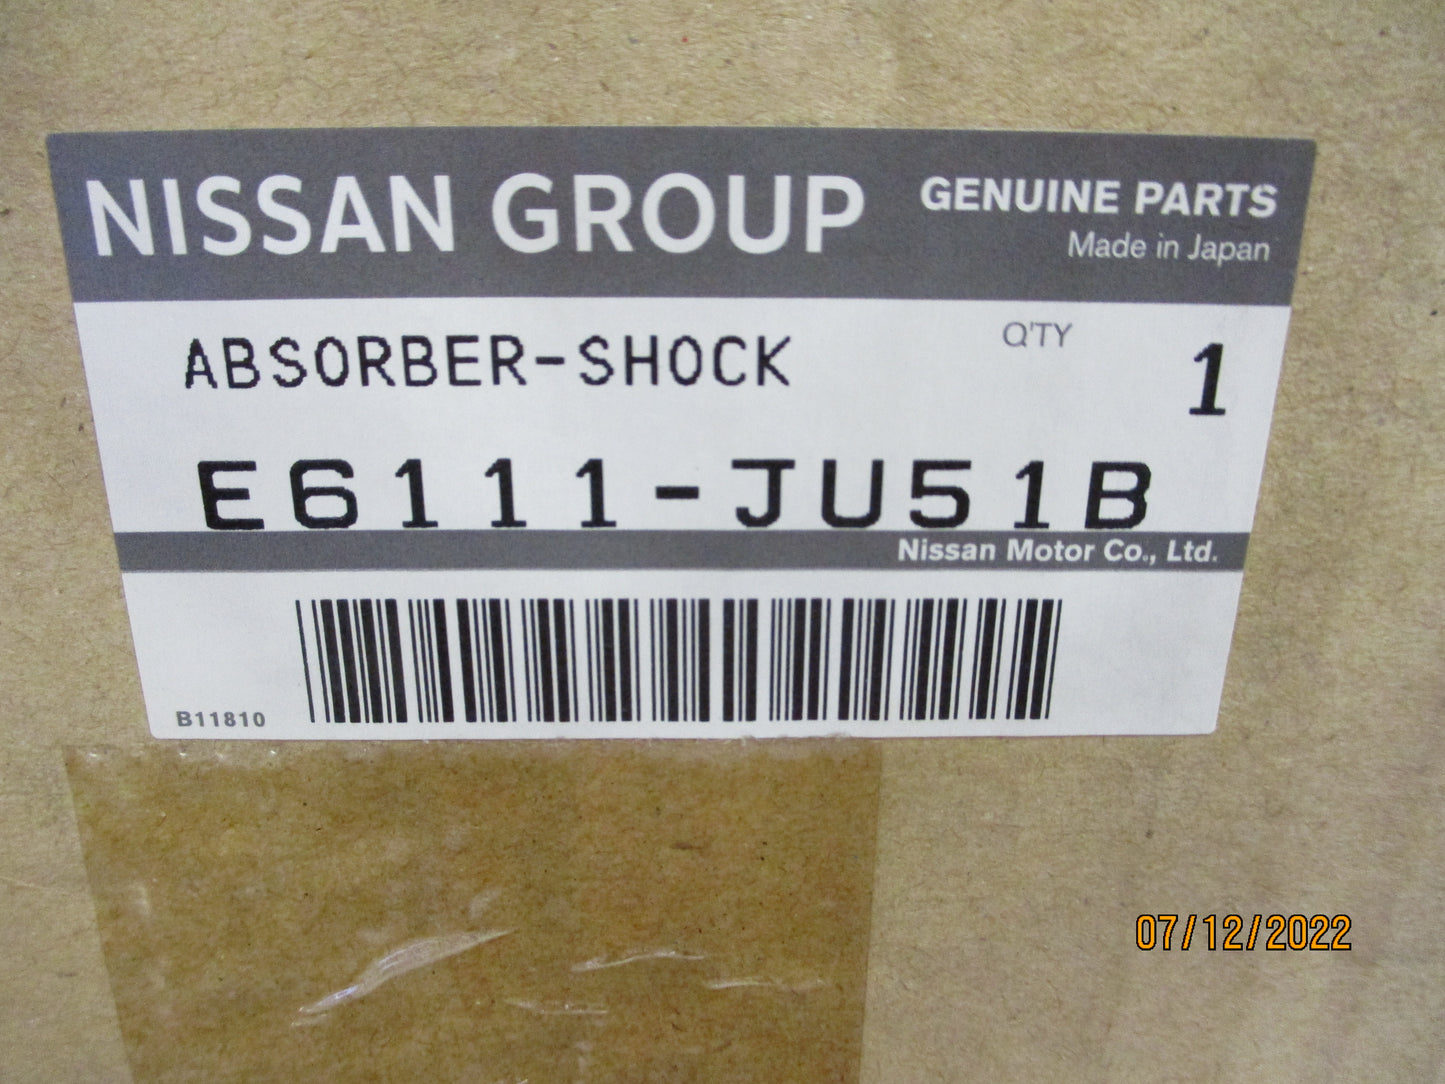 NISSAN GROUP
GENUINE PARTS
Made in Japan
ABSORBER-SHOCK
Q'TY
1
E6111-JU51B
Nissan Motor Co., Ltd.
B11810
07/12/2022